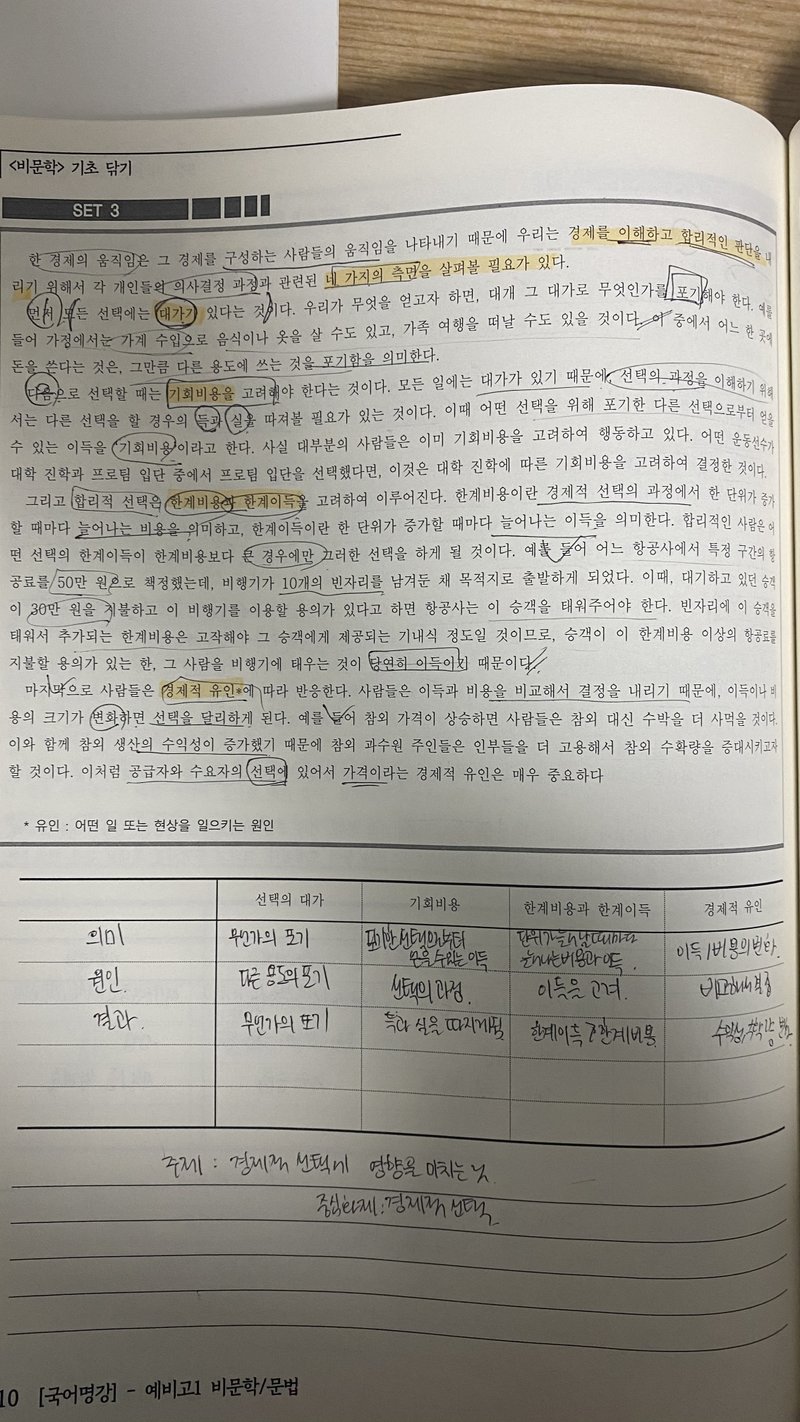 <비문학> 기초 닦기
SET 3
한 경제의 움직임은 그 경제를 구성하는 사람들의 움직임을 나타내기 때문에 우리는 경제를 이해하고 합리적인 판단을 내
리기 위해서 각 개인들의 의사결정 과정과 관련된 네 가지의 측면을 살펴볼 필요가 있다.
먼저 모든 선택에는 대가가 있다는 것이다. 우리가 무엇을 얻고자 하면, 대개 그 대가로 무엇인가를 포기해야 한다. 예를
들어 가정에서는 가계 수입으로 음식이나 옷을 살 수도 있고, 가족 여행을 떠날 수도 있을 것이다. 이 중에서 어느 한 곳에
돈을 쓴다는 것은, 그만큼 다른 용도에 쓰는 것을 포기함을 의미한다.
다음으로 선택할 때는 기회비용을 고려해야 한다는 것이다. 모든 일에는 대가가 있기 때문에, 선택의 과정을 이해하기 위해
서는 다른 선택을 할 경우의 득과 실을 따져볼 필요가 있는 것이다. 이때 어떤 선택을 위해 포기한 다른 선택으로부터 얻을
수 있는 이득을 기회비용이라고 한다. 사실 대부분의 사람들은 이미 기회비용을 고려하여 행동하고 있다. 어떤 운동선수가
대학 진학과 프로팀 입단 중에서 프로팀 입단을 선택했다면, 이것은 대학 진학에 따른 기회비용을 고려하여 결정한 것이다.
그리고 합리적 선택은 한계비용과 한계이득을 고려하여 이루어진다. 한계비용이란 경제적 선택의 과정에서 한 단위가 증가
할 때마다 늘어나는 비용을 의미하고, 한계이득이란 한 단위가 증가할 때마다 늘어나는 이득을 의미한다. 합리적인 사람은 어
떤 선택의 한계이득이 한계비용보다 큰 경우에만 그러한 선택을 하게 될 것이다. 예를 들어 어느 항공사에서 특정 구간의 항
공료를 50만 원으로 책정했는데, 비행기가 10개의 빈자리를 남겨둔 채 목적지로 출발하게 되었다. 이때, 대기하고 있던 승객
이 30만 원을 지불하고 이 비행기를 이용할 용의가 있다고 하면 항공사는 이 승객을 태워주어야 한다. 빈자리에 이 승객을
태워서 추가되는 한계비용은 고작해야 그 승객에게 제공되는 기내식 정도일 것이므로, 승객이 이 한계비용 이상의 항공료를
지불할 용의가 있는 한, 그 사람을 비행기에 태우는 것이 당연히 이득이기 때문이다.
마지막으로 사람들은 경제적 유인*에 따라 반응한다. 사람들은 이득과 비용을 비교해서 결정을 내리기 때문에, 이득이나 비
용의 크기가 변화하면 선택을 달리하게 된다. 예를 들어 참외 가격이 상승하면 사람들은 참외 대신 수박을 더 사먹을 것이다.
이와 함께 참외 생산의 수익성이 증가했기 때문에 참외 과수원 주인들은 인부들을 더 고용해서 참외 수확량을 증대시키고자
할 것이다. 이처럼 공급자와 수요자의 선택에 있어서 가격이라는 경제적 유인은 매우 중요하다
* 유인 : 어떤 일 또는 현상을 일으키는 원인
선택의 대가 기회비용 한계비용과 한계이득 경제적 유인
의미 무언가의 포기 포기한 선택으로부터 얻을 수 있는 이득 단위가 늘어날 때마다 늘어나는 비용과 이득. 이득/비용의 변화.
원인. 다른 용도의 포기 선택의 과정. 이득을 고려. 비교해서 결정
결과. 무언가의 포기 득과 실을 따지게 됨 한계이득>한계비용. 수익성,
주제 : 경제적 선택에 영향을 미치는 것.
중심화제 : 경제적 선택
10 [국어명강] - 예비고1 비문학/문법